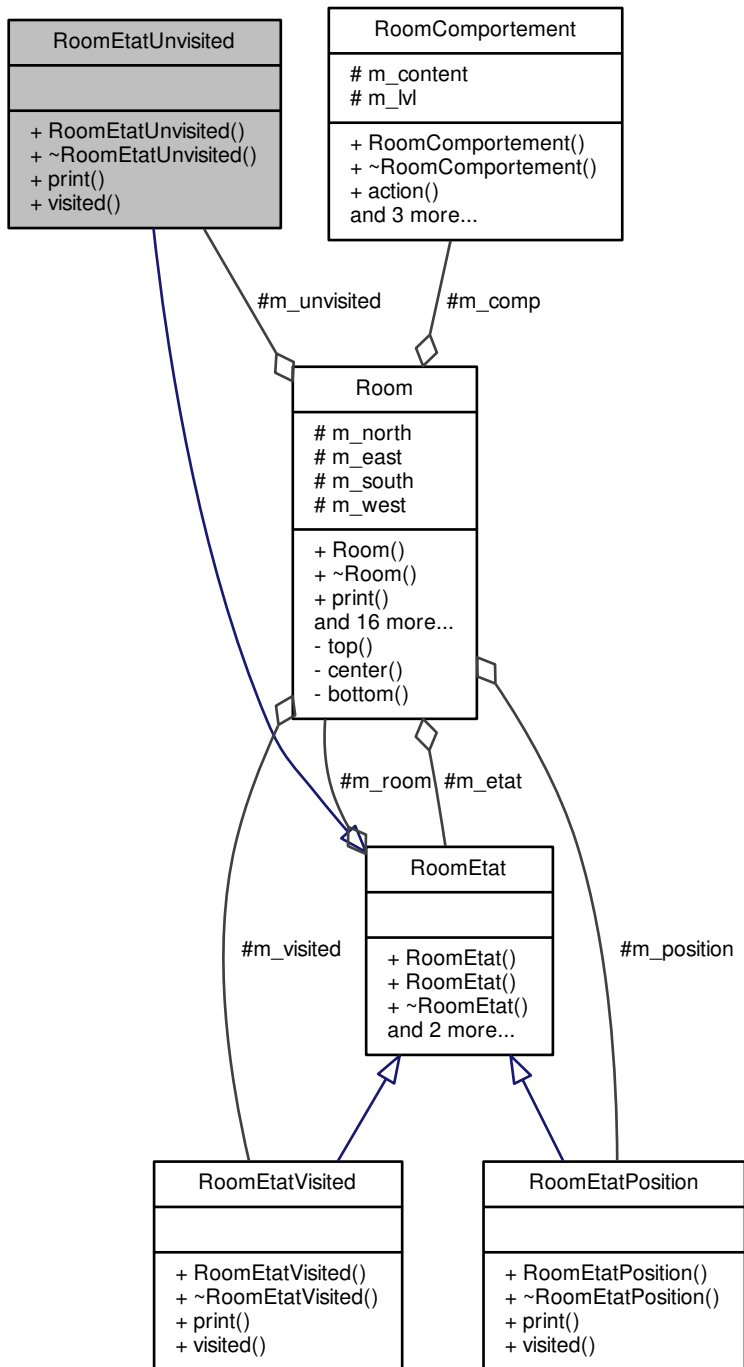 RoomEtatUnvisited
+ RoomEtatUnvisited()
+ ~RoomEtatUnvisited()
+ print()
+ visited()
RoomComportement
# m_content
# m_lvl
+ RoomComportement()
+ ~RoomComportement()
+ action()
and 3 more...
#m_unvisited
#m_comp
Room
# m_north
# m_east
# m_south
# m_west
+ Room()
+ ~Room()
+ print()
and 16 more...
- top()
- center()
- bottom()
#m_room
#m_etat
RoomEtat
+ RoomEtat()
+ RoomEtat()
+ ~RoomEtat()
and 2 more...
#m_visited
#m_position
RoomEtatVisited
+ RoomEtatVisited()
+ ~RoomEtatVisited()
+ print()
+ visited()
RoomEtatPosition
+ RoomEtatPosition()
+ ~RoomEtatPosition()
+ print()
+ visited()